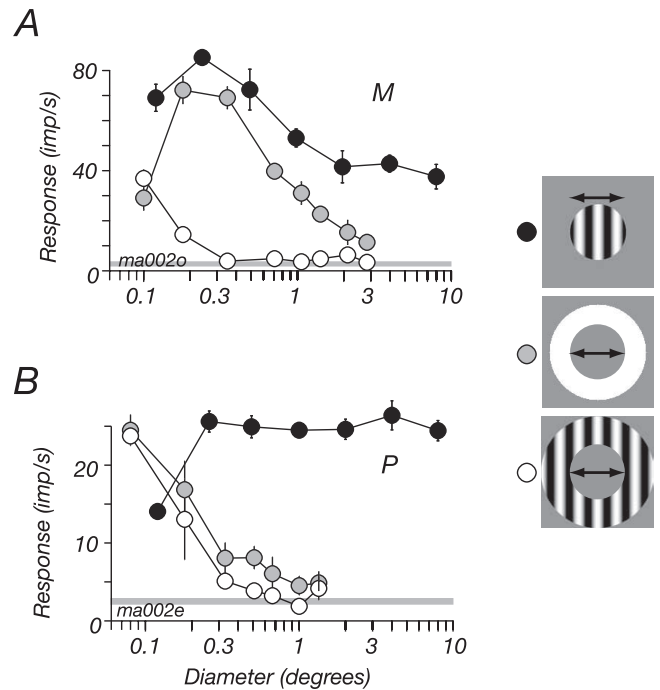 A
80
M
Response (imp/s)
40
ma002o
0
0.1 0.3 1 3 10
B
20
P
Response (imp/s)
10
ma002e
0
0.1 0.3 1 3 10
Diameter (degrees)